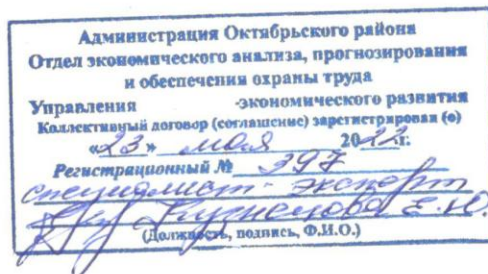 Администрация Октябрьского района
Отдел экономического анализа, прогнозирования
и обеспечения охраны труда
Управления -экономического развития
Коллективный договор (соглашение) зарегистрирован (о)
«23» мая 2022г.
Регистрационный № 397
специалист - эксперт
Кузнецова Е.Ю.
(Должность, подпись, Ф.И.О.)